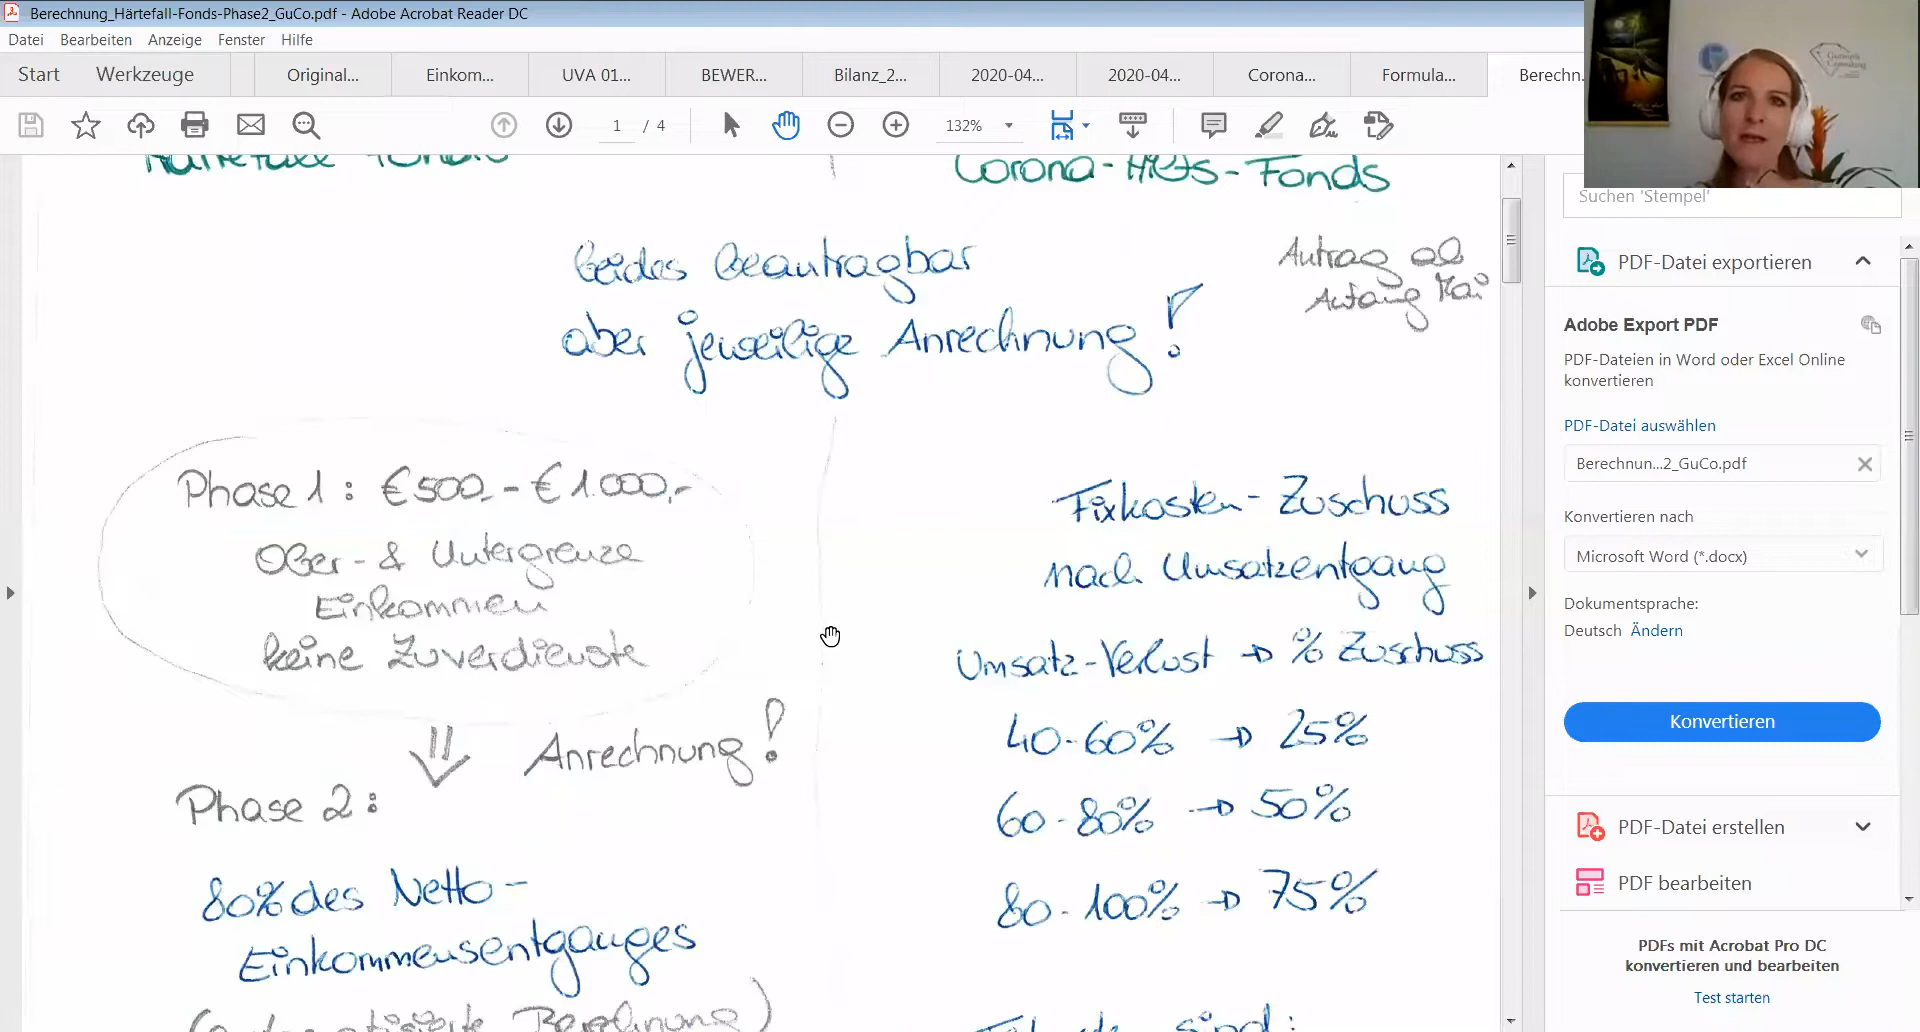 Berechnung_Härtefall-Fonds-Phase2_GuCo.pdf - Adobe Acrobat Reader DC
Datei Bearbeiten Anzeige Fenster Hilfe
Start Werkzeuge Original... Einkom... UVA 01... BEWER... Bilanz_2... 2020-04... 2020-04... Corona... Formula... Berechn.
1 / 4 132%
Corona-Hilfs-Fonds
beides beantragbar
aber jeweilige Anrechnung!
Antrag ab
Anfang Mai
Phase 1: €500,- - €1.000,-
Ober- & Untergrenze
Einkommen
keine Zuverdienste
Anrechnung!
Phase 2:
80% des Netto-
Einkommensentganges
Fixkosten-Zuschuss
nach Umsatzentgang
Umsatz-Verlust → % Zuschuss
40-60% → 25%
60-80% → 50%
80-100% → 75%
sind:
Suchen 'Stempel'
PDF-Datei exportieren
Adobe Export PDF
PDF-Dateien in Word oder Excel Online
konvertieren
PDF-Datei auswählen
Berechnun...2_GuCo.pdf
Konvertieren nach
Microsoft Word (*.docx)
Dokumentsprache:
Deutsch Ändern
Konvertieren
PDF-Datei erstellen
PDF bearbeiten
PDFs mit Acrobat Pro DC
konvertieren und bearbeiten
Test starten